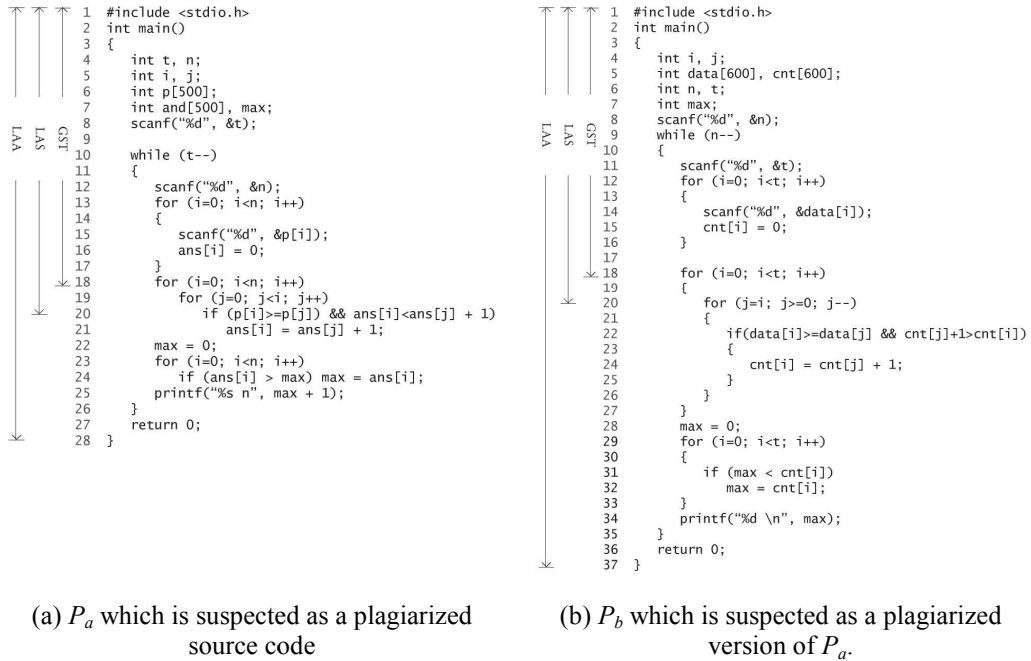 LAA
LAS
GST
1 #include <stdio.h>
2 int main()
3 {
4 int t, n;
5 int i, j;
6 int p[500];
7 int and[500], max;
8 scanf(“%d”, &t);
9
10 while (t--)
11 {
12 scanf(“%d”, &n);
13 for (i=0; i<n; i++)
14 {
15 scanf(“%d”, &p[i]);
16 ans[i] = 0;
17 }
18 for (i=0; i<n; i++)
19 for (j=0; j<i; j++)
20 if (p[i]>=p[j]) && ans[i]<ans[j] + 1)
21 ans[i] = ans[j] + 1;
22 max = 0;
23 for (i=0; i<n; i++)
24 if (ans[i] > max) max = ans[i];
25 printf(“%s n”, max + 1);
26 }
27 return 0;
28 }
(a) Pa which is suspected as a plagiarized
source code
LAA
LAS
GST
1 #include <stdio.h>
2 int main()
3 {
4 int i, j;
5 int data[600], cnt[600];
6 int n, t;
7 int max;
8 scanf(“%d”, &n);
9 while (n--)
10 {
11 scanf(“%d”, &t);
12 for (i=0; i<t; i++)
13 {
14 scanf(“%d”, &data[i]);
15 cnt[i] = 0;
16 }
18 for (i=0; i<t; i++)
19 {
20 for (j=i; j>=0; j--)
21 {
22 if(data[i]>=data[j] && cnt[j]+1>cnt[i])
23 {
24 cnt[i] = cnt[j] + 1;
25 }
26 }
27 }
28 max = 0;
29 for (i=0; i<t; i++)
30 {
31 if (max < cnt[i])
32 max = cnt[i];
33 }
34 printf(“%d \n”, max);
35 }
36 return 0;
37 }
(b) Pb which is suspected as a plagiarized
version of Pa.